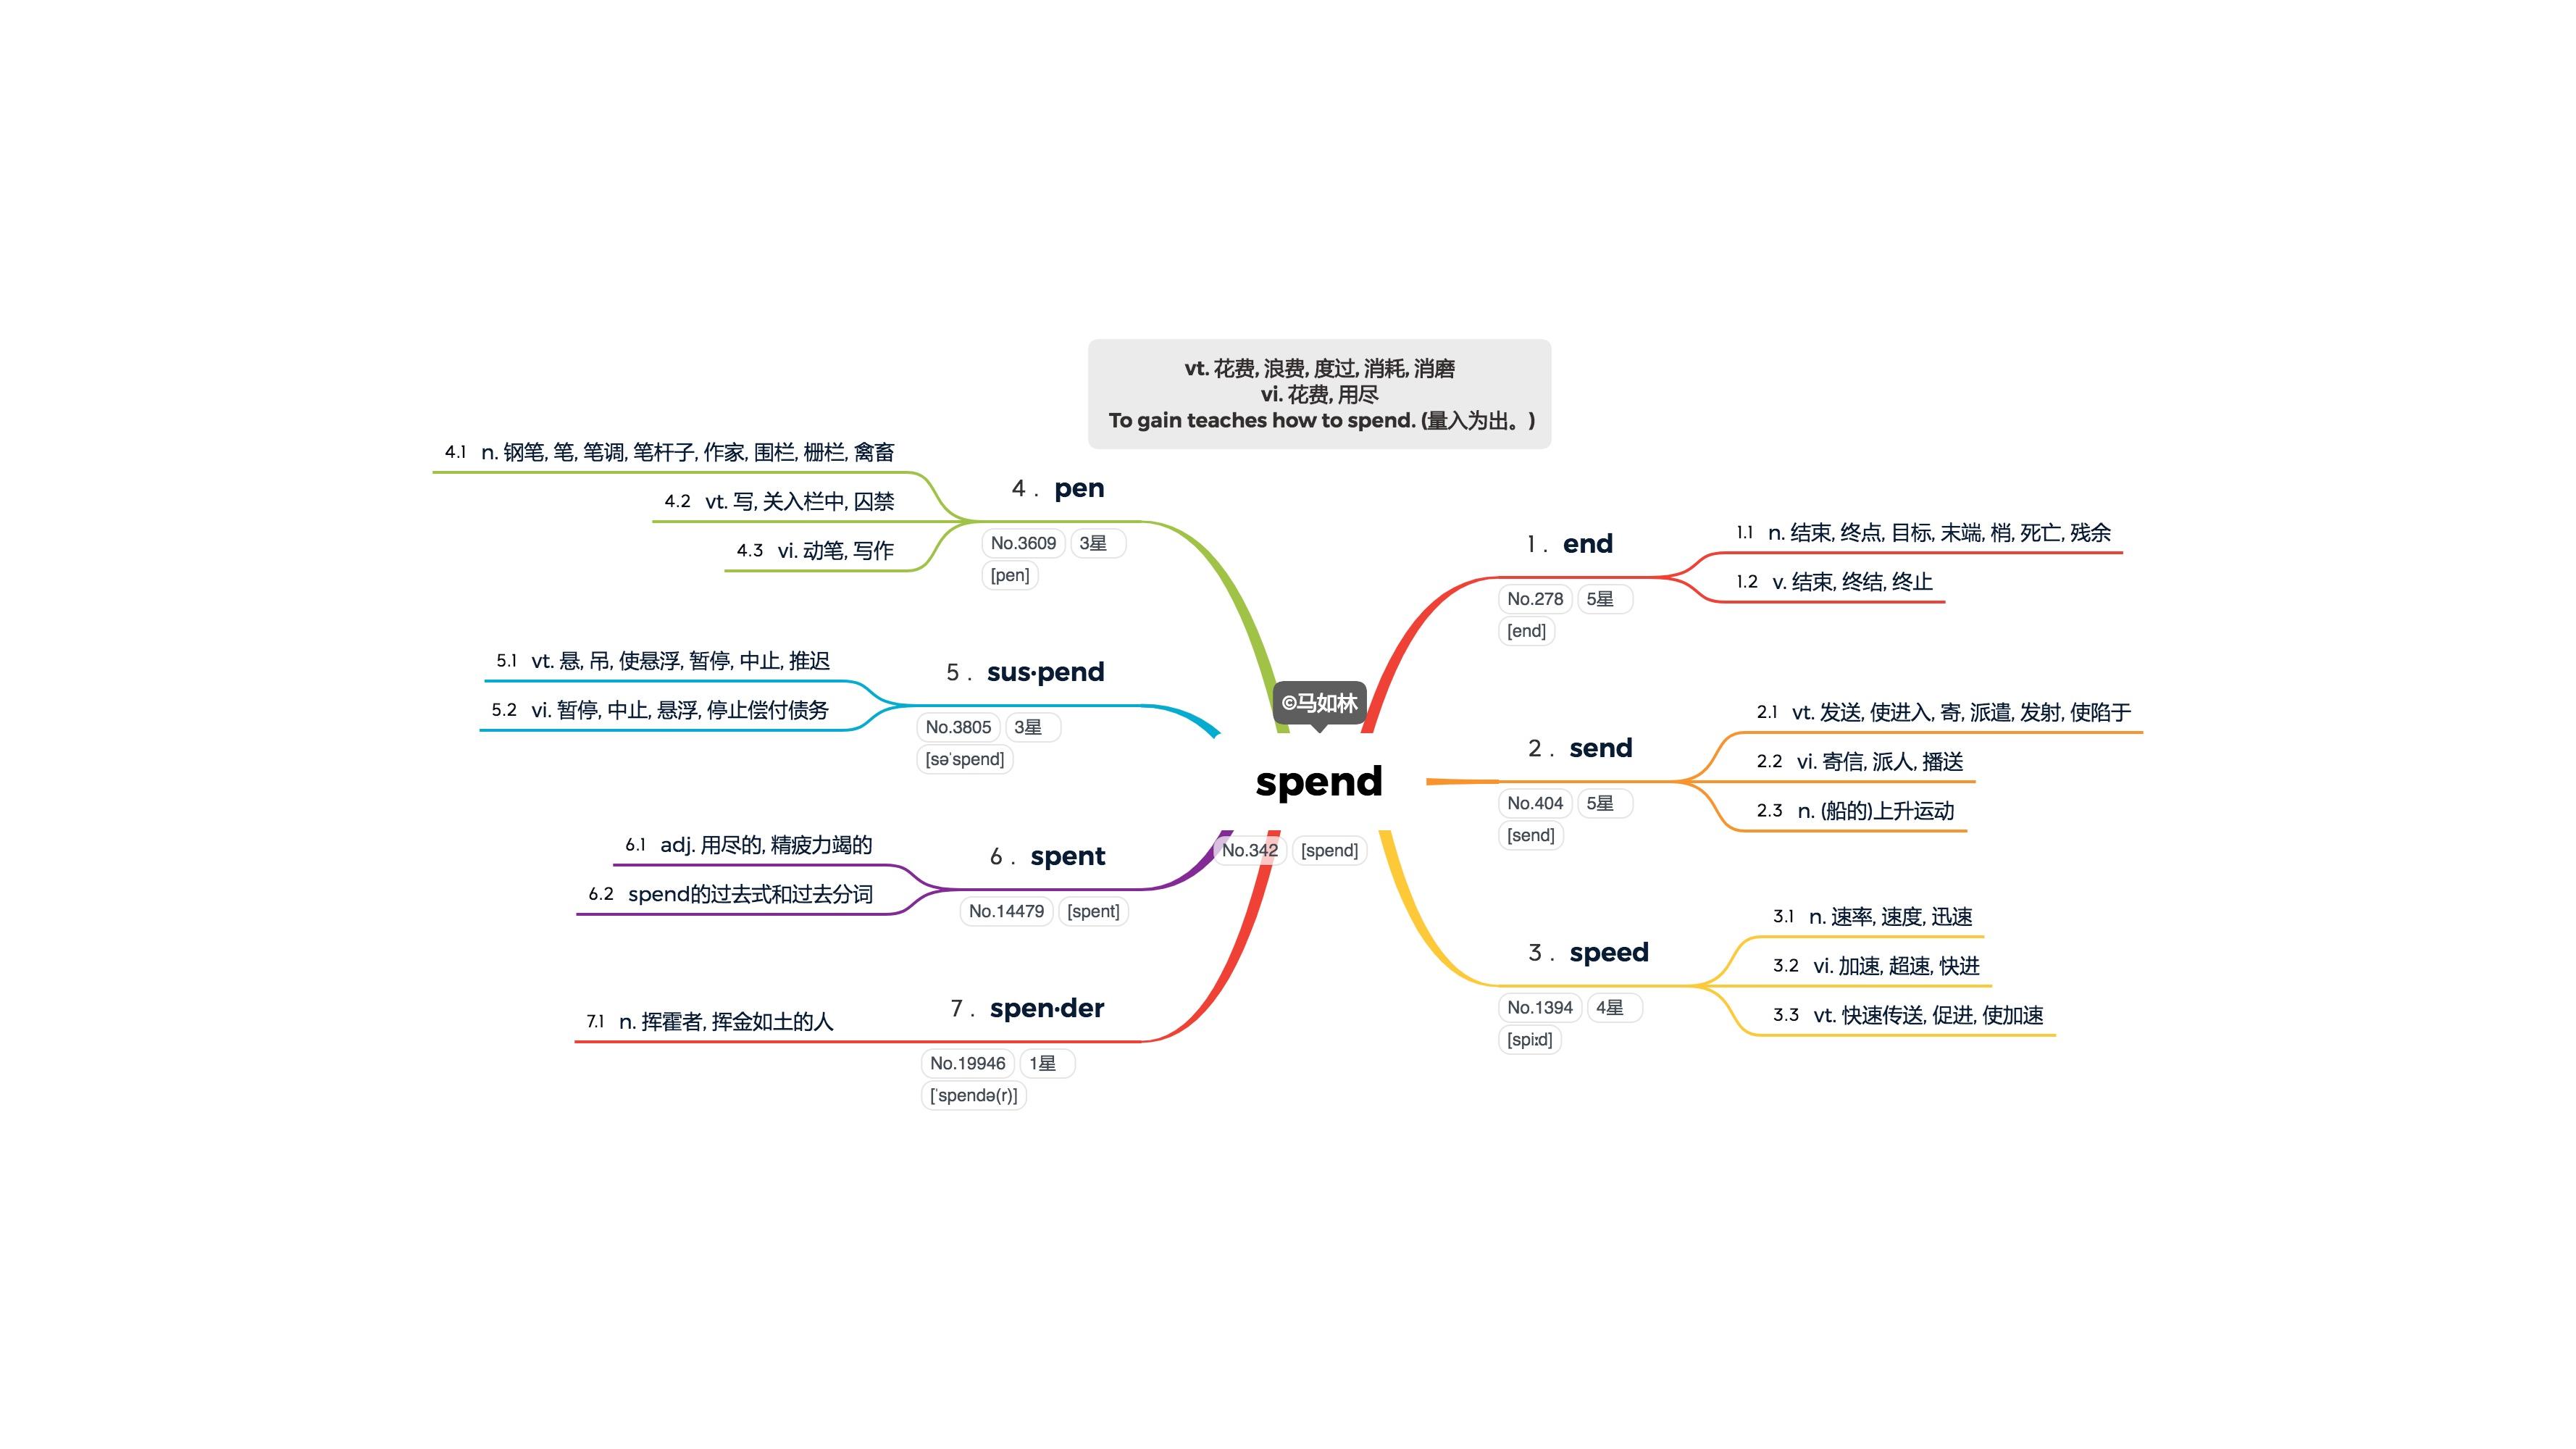 vt. 花费, 浪费, 度过, 消耗, 消磨
vi. 花费, 用尽
To gain teaches how to spend. (量入为出。)
©马如林
spend
No.342 [spend]
1 . end
No.278 5星
[end]
1.1 n. 结束, 终点, 目标, 末端, 梢, 死亡, 残余
1.2 v. 结束, 终结, 终止
2 . send
No.404 5星
[send]
2.1 vt. 发送, 使进入, 寄, 派遣, 发射, 使陷于
2.2 vi. 寄信, 派人, 播送
2.3 n. (船的)上升运动
3 . speed
No.1394 4星
[spi:d]
3.1 n. 速率, 速度, 迅速
3.2 vi. 加速, 超速, 快进
3.3 vt. 快速传送, 促进, 使加速
4 . pen
No.3609 3星
[pen]
4.1 n. 钢笔, 笔, 笔调, 笔杆子, 作家, 围栏, 栅栏, 禽畜
4.2 vt. 写, 关入栏中, 囚禁
4.3 vi. 动笔, 写作
5 . sus·pend
No.3805 3星
[səˈspend]
5.1 vt. 悬, 吊, 使悬浮, 暂停, 中止, 推迟
5.2 vi. 暂停, 中止, 悬浮, 停止偿付债务
6 . spent
No.14479 [spent]
6.1 adj. 用尽的, 精疲力竭的
6.2 spend的过去式和过去分词
7 . spen·der
No.19946 1星
[ˈspendə(r)]
7.1 n. 挥霍者, 挥金如土的人